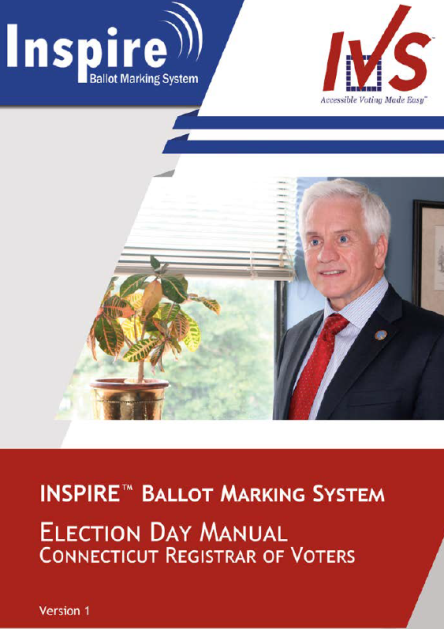 Inspire
Ballot Marking System
IVS
Accessible Voting Made Easy™
INSPIRE™ BALLOT MARKING SYSTEM
ELECTION DAY MANUAL
CONNECTICUT REGISTRAR OF VOTERS
Version 1